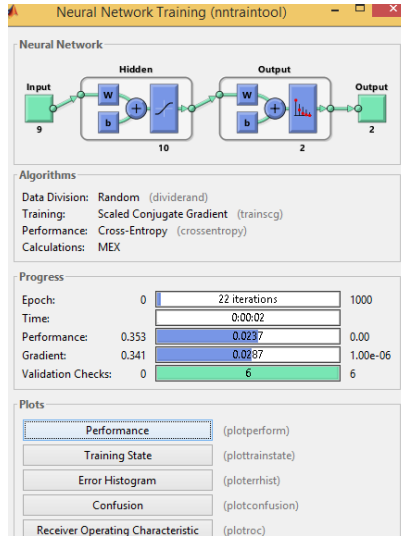 Neural Network Training (nntraintool)
Neural Network
Hidden Output
Input Output
W W
+ +
b b
9 2
10 2
Algorithms
Data Division: Random (dividerand)
Training: Scaled Conjugate Gradient (trainscg)
Performance: Cross-Entropy (crossentropy)
Calculations: MEX
Progress
Epoch: 0 22 iterations 1000
Time: 0:00:02
Performance: 0.353 0.0237 0.00
Gradient: 0.341 0.0287 1.00e-06
Validation Checks: 0 6 6
Plots
Performance (plotperform)
Training State (plottrainstate)
Error Histogram (ploterrhist)
Confusion (plotconfusion)
Receiver Operating Characteristic (plotroc)